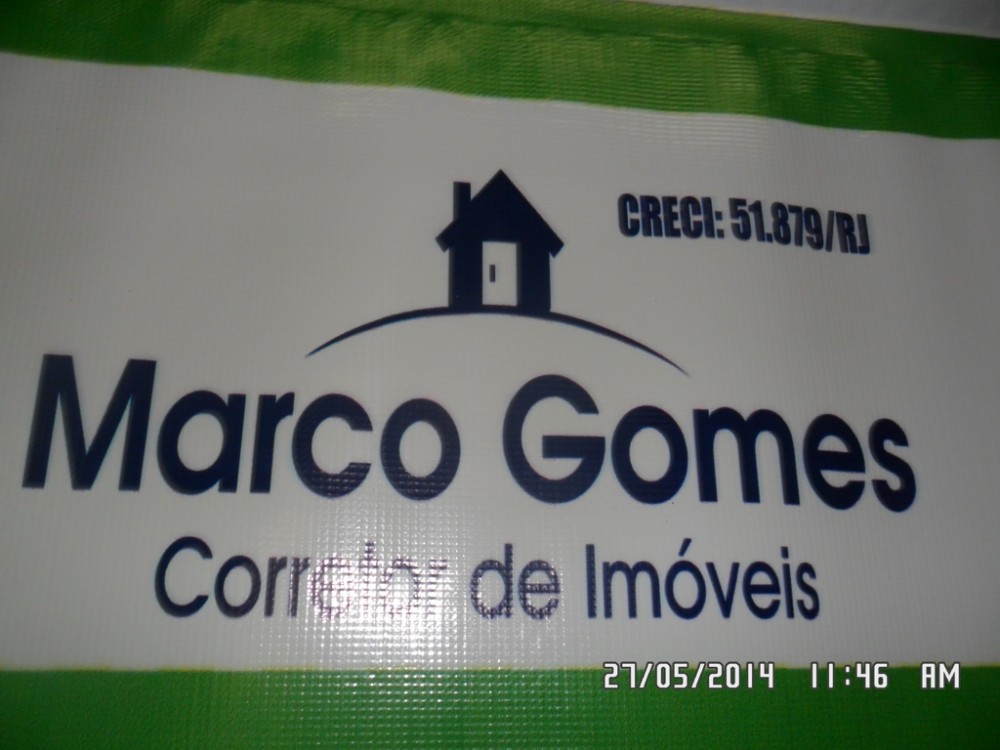 CRECI: 51.879/RJ
Marco Gomes
Corretor de Imóveis
27/05/2014 11:46 AM